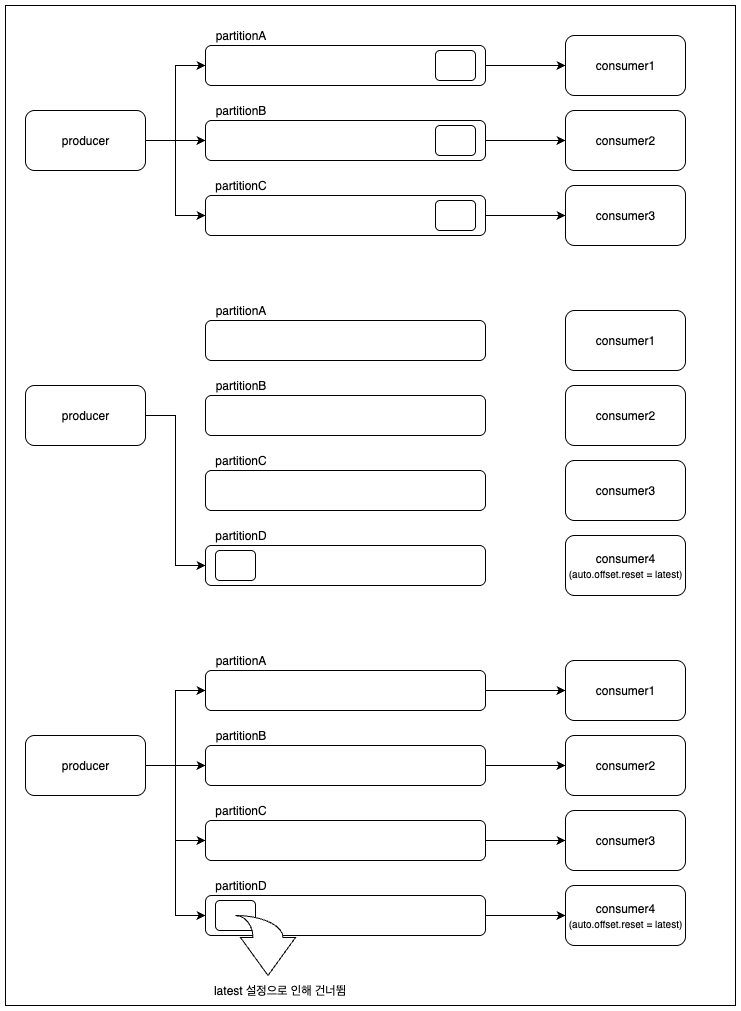 partitionA
consumer1
partitionB
producer
consumer2
partitionC
consumer3
partitionA
consumer1
partitionB
producer
consumer2
partitionC
consumer3
partitionD
consumer4
(auto.offset.reset = latest)
partitionA
consumer1
partitionB
producer
consumer2
partitionC
consumer3
partitionD
consumer4
(auto.offset.reset = latest)
latest 설정으로 인해 건너뜀